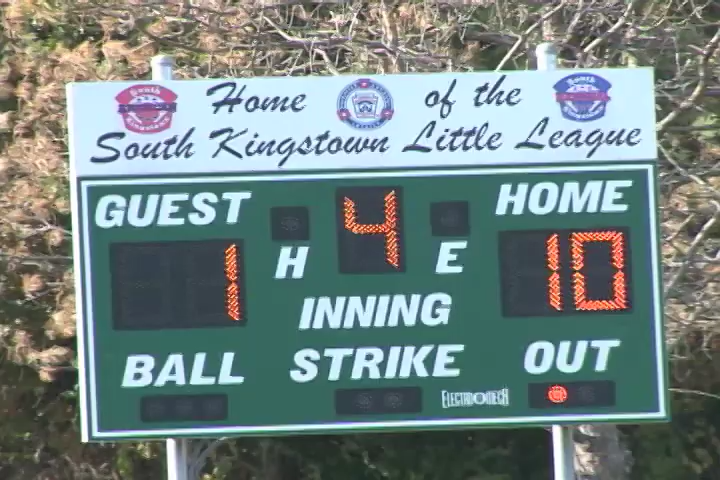 Home of the
South Kingstown Little League
GUEST 4 HOME
1 H E 10
INNING
BALL STRIKE OUT
ELECTRO-MECH